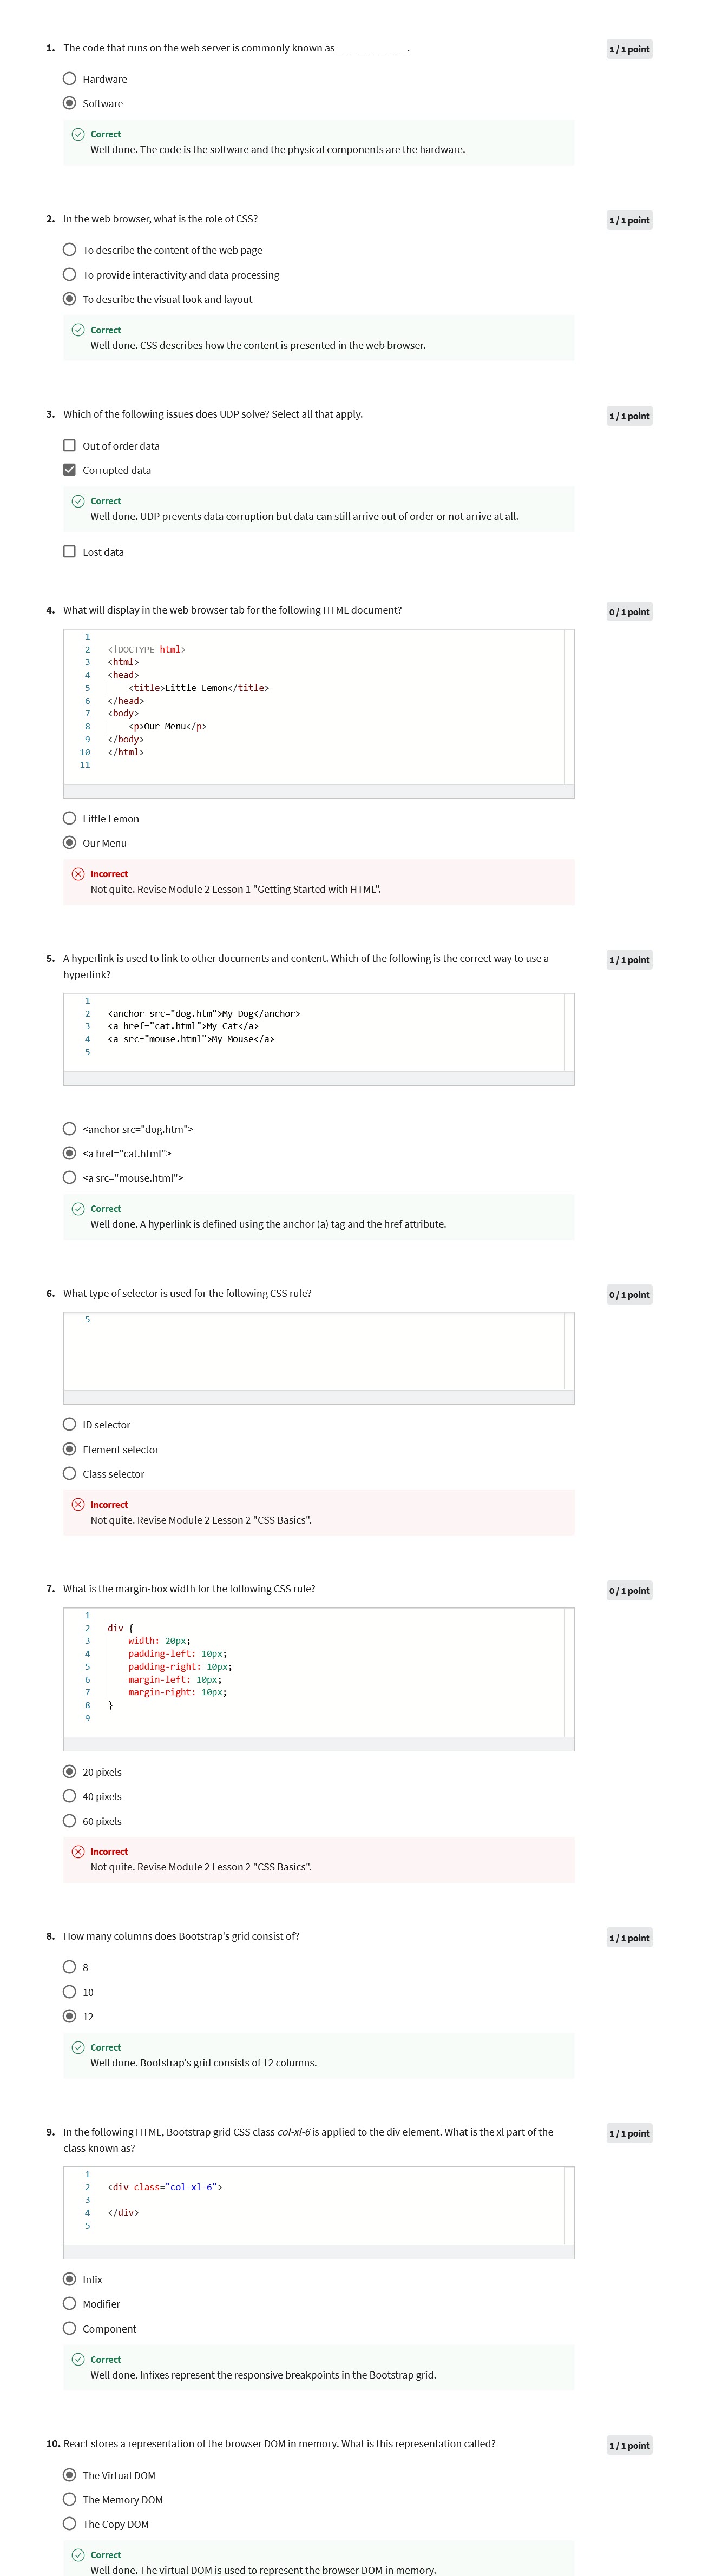 1. The code that runs on the web server is commonly known as _____________.
1 / 1 point
Hardware
Software
Correct
Well done. The code is the software and the physical components are the hardware.
2. In the web browser, what is the role of CSS?
1 / 1 point
To describe the content of the web page
To provide interactivity and data processing
To describe the visual look and layout
Correct
Well done. CSS describes how the content is presented in the web browser.
3. Which of the following issues does UDP solve? Select all that apply.
1 / 1 point
Out of order data
Corrupted data
Correct
Well done. UDP prevents data corruption but data can still arrive out of order or not arrive at all.
Lost data
4. What will display in the web browser tab for the following HTML document?
0 / 1 point
1
2 <!DOCTYPE html>
3 <html>
4 <head>
5 <title>Little Lemon</title>
6 </head>
7 <body>
8 <p>Our Menu</p>
9 </body>
10 </html>
11
Little Lemon
Our Menu
Incorrect
Not quite. Revise Module 2 Lesson 1 "Getting Started with HTML".
5. A hyperlink is used to link to other documents and content. Which of the following is the correct way to use a
hyperlink?
1 / 1 point
1
2 <anchor src="dog.htm">My Dog</anchor>
3 <a href="cat.html">My Cat</a>
4 <a src="mouse.html">My Mouse</a>
5
<anchor src="dog.htm">
<a href="cat.html">
<a src="mouse.html">
Correct
Well done. A hyperlink is defined using the anchor (a) tag and the href attribute.
6. What type of selector is used for the following CSS rule?
0 / 1 point
5
ID selector
Element selector
Class selector
Incorrect
Not quite. Revise Module 2 Lesson 2 "CSS Basics".
7. What is the margin-box width for the following CSS rule?
0 / 1 point
1
2 div {
3 width: 20px;
4 padding-left: 10px;
5 padding-right: 10px;
6 margin-left: 10px;
7 margin-right: 10px;
8 }
9
20 pixels
40 pixels
60 pixels
Incorrect
Not quite. Revise Module 2 Lesson 2 "CSS Basics".
8. How many columns does Bootstrap's grid consist of?
1 / 1 point
8
10
12
Correct
Well done. Bootstrap's grid consists of 12 columns.
9. In the following HTML, Bootstrap grid CSS class col-xl-6 is applied to the div element. What is the xl part of the
class known as?
1 / 1 point
1
2 <div class="col-xl-6">
3
4 </div>
5
Infix
Modifier
Component
Correct
Well done. Infixes represent the responsive breakpoints in the Bootstrap grid.
10. React stores a representation of the browser DOM in memory. What is this representation called?
1 / 1 point
The Virtual DOM
The Memory DOM
The Copy DOM
Correct
Well done. The virtual DOM is used to represent the browser DOM in memory.